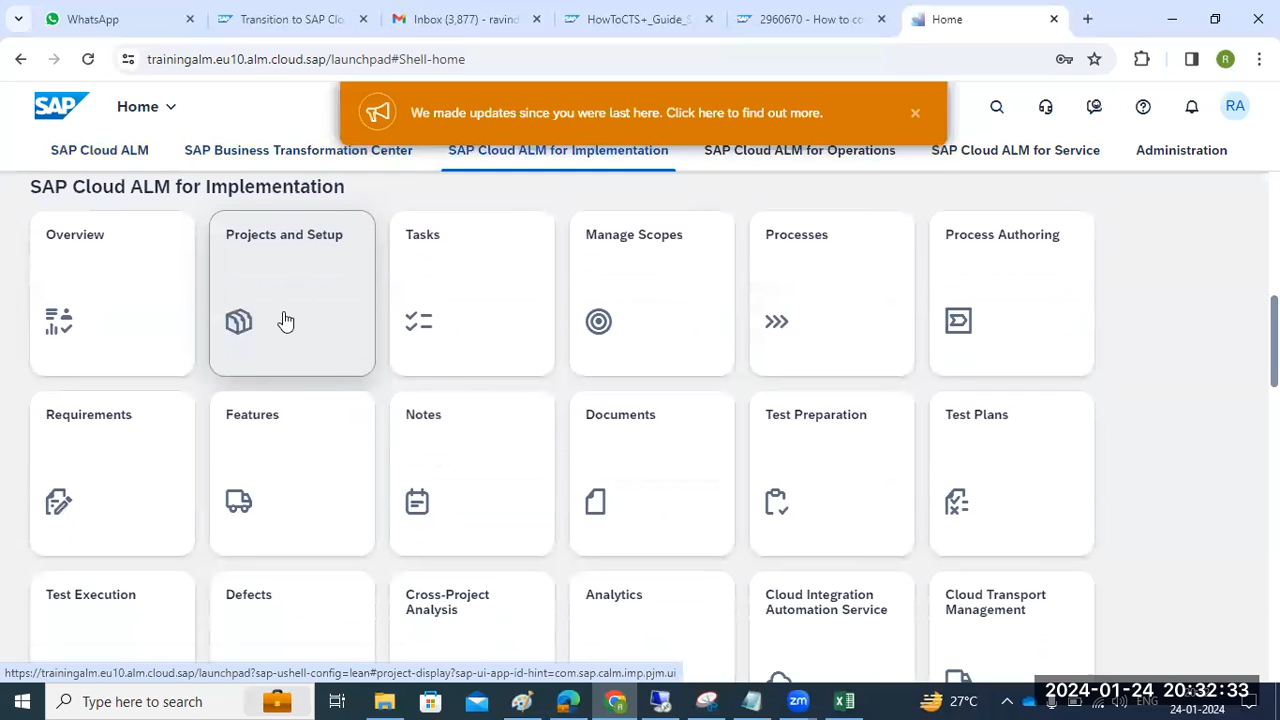 WhatsApp
Transition to SAP Clo
Inbox (3,877) - ravind
HowToCTS+_Guide_S
2960670 - How to co
Home
trainingalm.eu10.alm.cloud.sap/launchpad#Shell-home
R
SAP
Home
We made updates since you were last here. Click here to find out more.
RA
SAP Cloud ALM
SAP Business Transformation Center
SAP Cloud ALM for Implementation
SAP Cloud ALM for Operations
SAP Cloud ALM for Service
Administration
SAP Cloud ALM for Implementation
Overview
Projects and Setup
Tasks
Manage Scopes
Processes
Process Authoring
Requirements
Features
Notes
Documents
Test Preparation
Test Plans
Test Execution
Defects
Cross-Project
Analysis
Analytics
Cloud Integration
Automation Service
Cloud Transport
Management
https://trainingalm.eu10.alm.cloud.sap/launchpad?sap-ushell-config=lean#project-display?sap-ui-app-id-hint=com.sap.calm.imp.pjm.ui
Type here to search
27°C
ENG
2024-01-24 20:32:33
24-01-2024